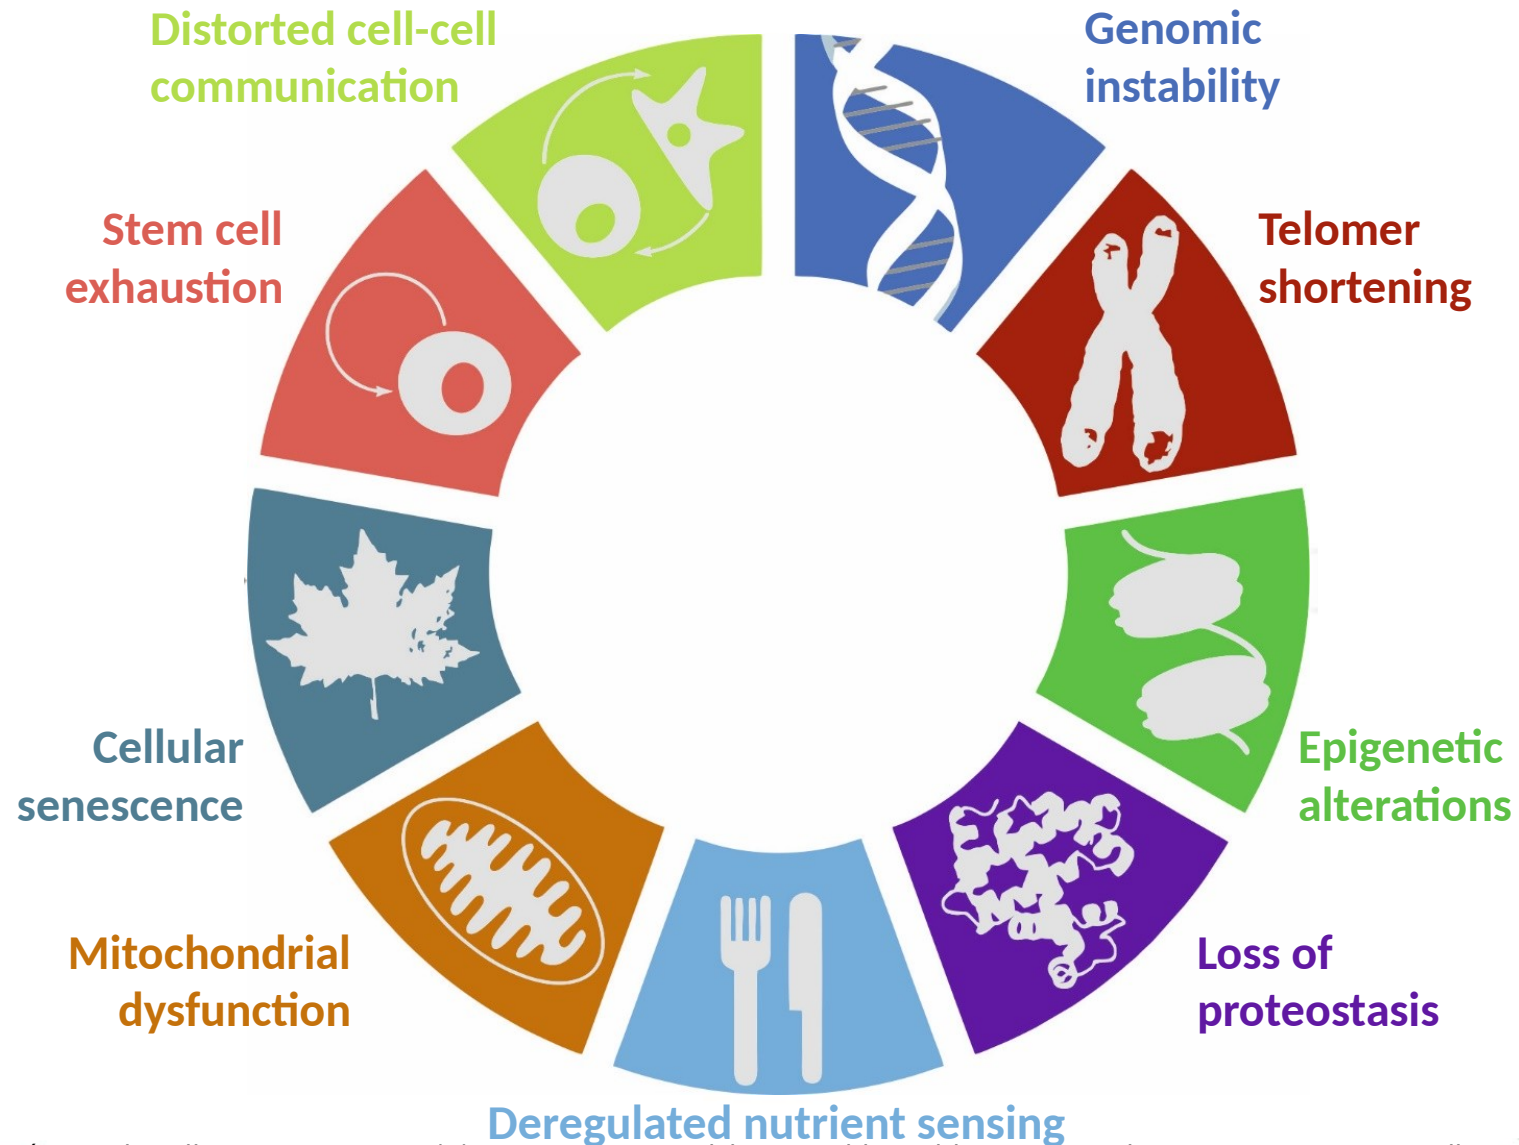 Distorted cell-cell
communication
Genomic
instability
Stem cell
exhaustion
Telomer
shortening
Cellular
senescence
Epigenetic
alterations
Mitochondrial
dysfunction
Loss of
proteostasis
Deregulated nutrient sensing